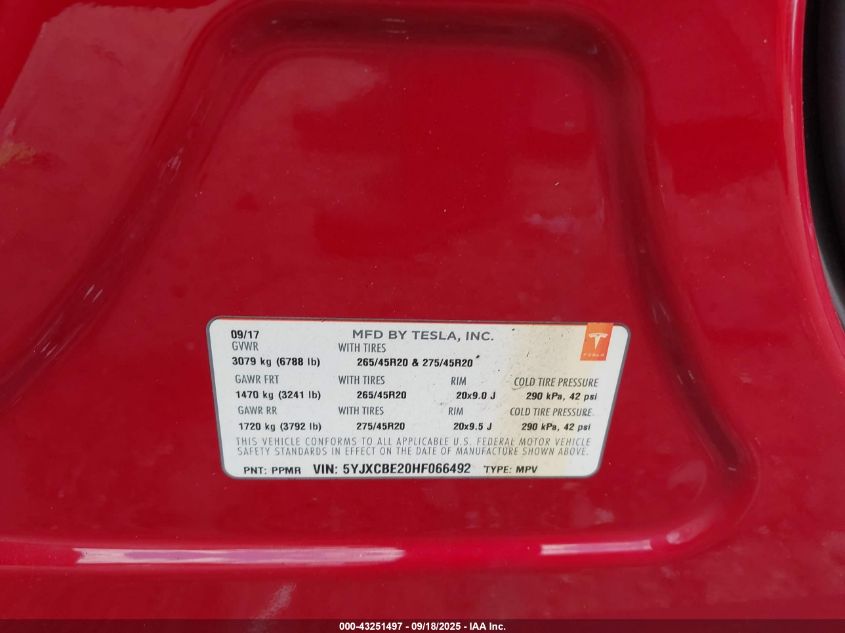 09/17 MFD BY TESLA, INC.
GVWR WITH TIRES
3079 kg (6788 lb) 265/45R20 & 275/45R20
GAWR FRT WITH TIRES RIM COLD TIRE PRESSURE
1470 kg (3241 lb) 265/45R20 20x9.0 J 290 kPa, 42 psi
GAWR RR WITH TIRES RIM COLD TIRE PRESSURE
1720 kg (3792 lb) 275/45R20 20x9.5 J 290 kPa, 42 psi
THIS VEHICLE CONFORMS TO ALL APPLICABLE U.S. FEDERAL MOTOR VEHICLE
SAFETY STANDARDS IN EFFECT ON THE DATE OF MANUFACTURE SHOWN ABOVE.
PNT: PPMR VIN: 5YJXCBE20HF066492 TYPE: MPV
TESLA
000-43251497 - 09/18/2025 - IAA Inc.